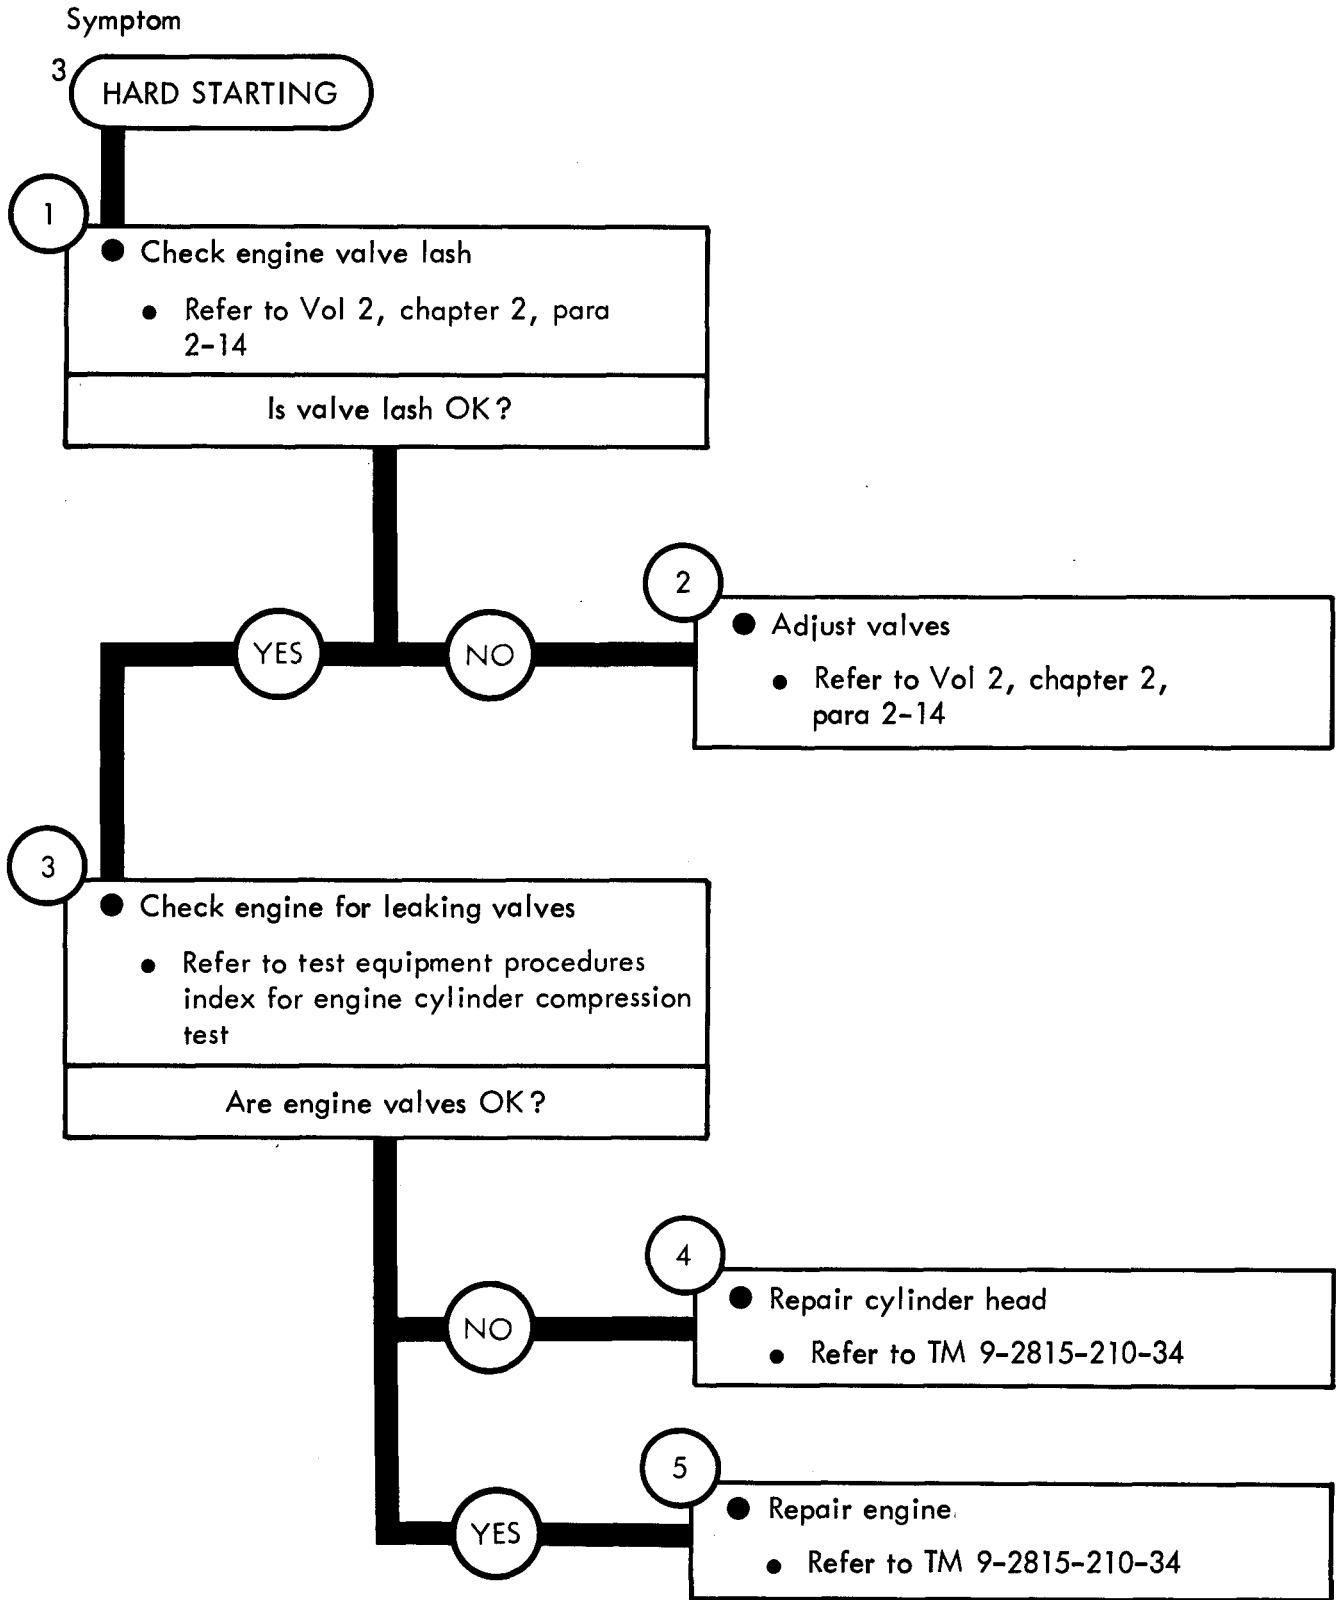 Symptom
3
HARD STARTING
1
● Check engine valve lash
● Refer to Vol 2, chapter 2, para
2-14
Is valve lash OK?
YES
NO
2
● Adjust valves
● Refer to Vol 2, chapter 2,
para 2-14
3
● Check engine for leaking valves
● Refer to test equipment procedures
index for engine cylinder compression
test
Are engine valves OK?
NO
4
● Repair cylinder head
● Refer to TM 9-2815-210-34
YES
5
● Repair engine
● Refer to TM 9-2815-210-34